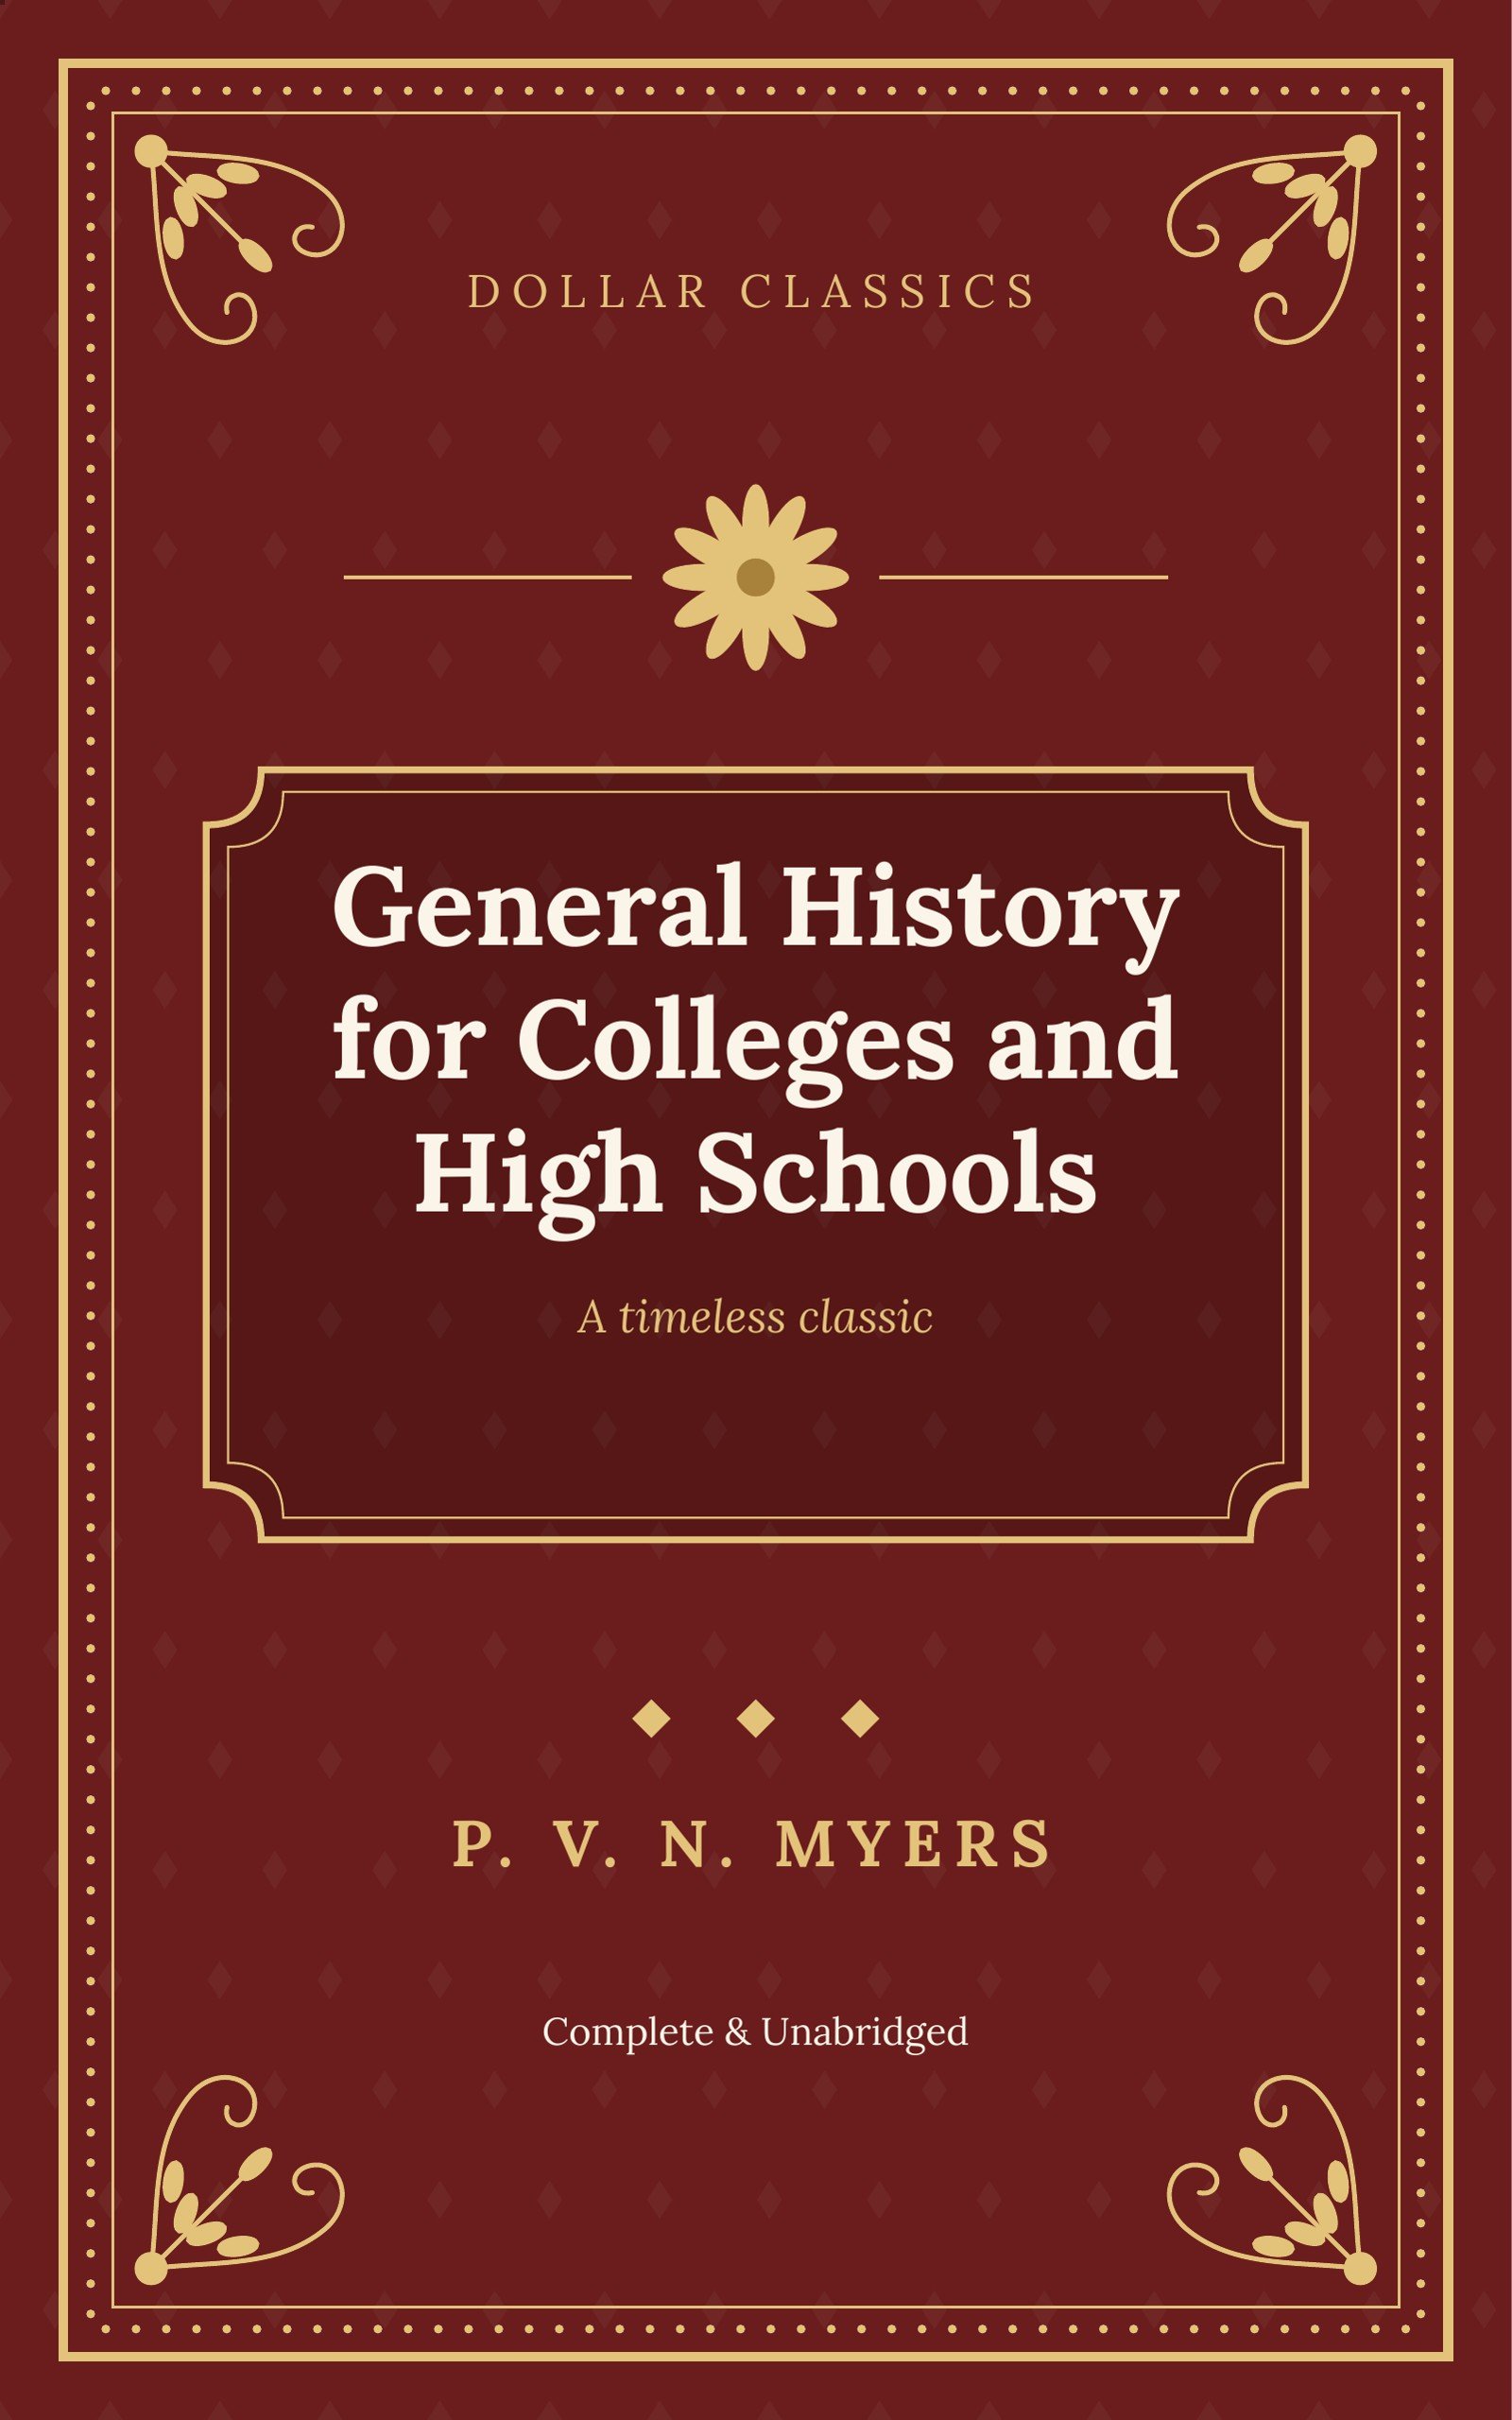 DOLLAR CLASSICS
General History
for Colleges and
High Schools
A timeless classic
P. V. N. MYERS
Complete & Unabridged